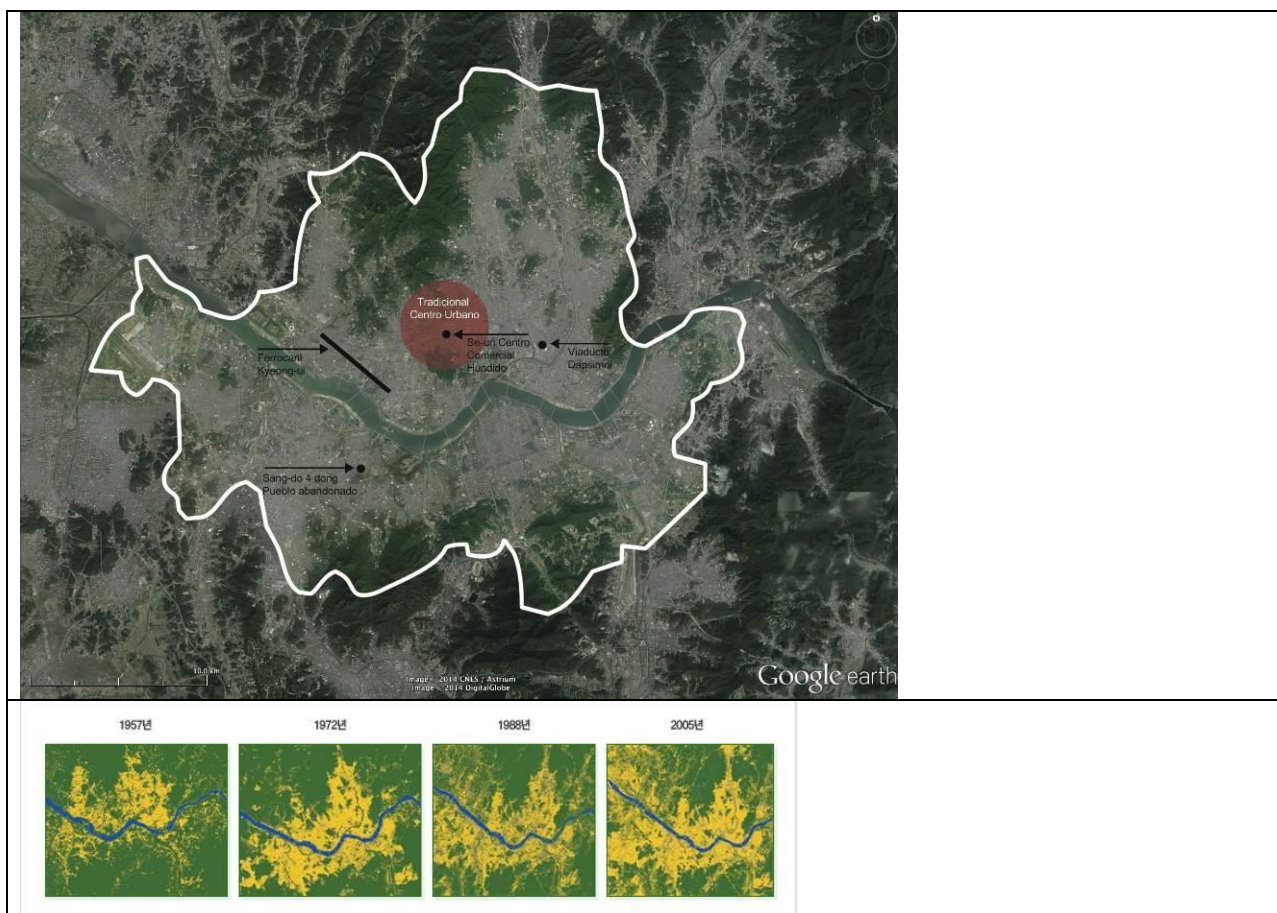 Tradicional
Centro Urbano
Se-un Centro
Comercial
Hundido
Viaducto
Dapsimni
Ferrocaril
Kyeong-ui
Sang-do 4 dong
Pueblo abandonado
10.0 km
Image © 2014 CNES / Astrium
Image © 2014 DigitalGlobe
Google earth
1957년
1972년
1988년
2005년